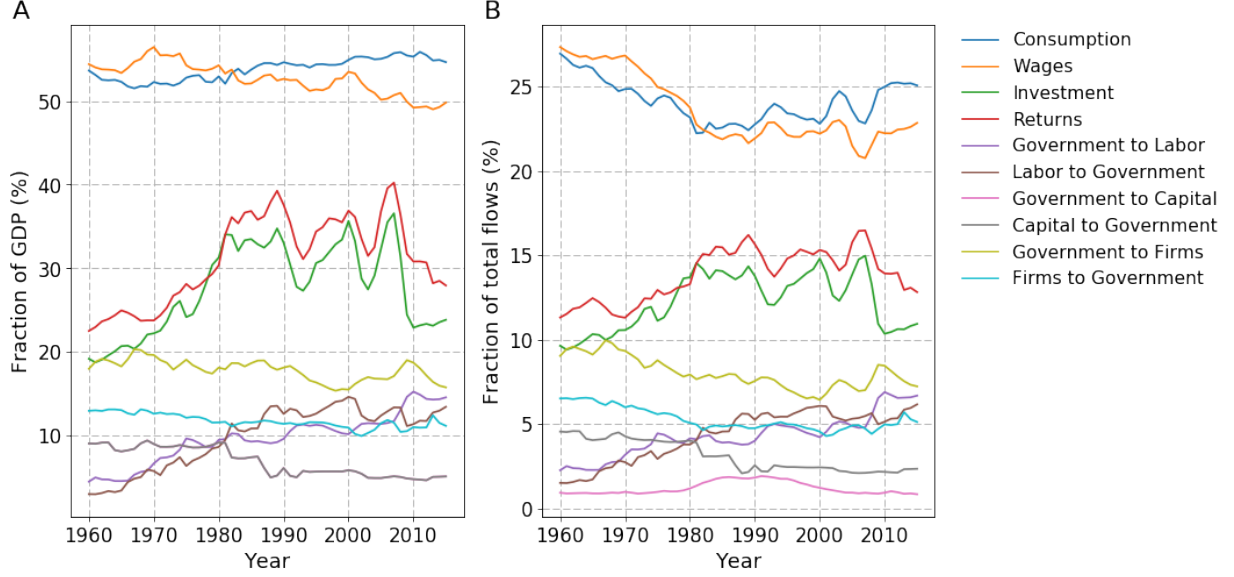 A
B
Fraction of GDP (%)
50
40
30
20
10
1960 1970 1980 1990 2000 2010
Year
Fraction of total flows (%)
25
20
15
10
5
0
1960 1970 1980 1990 2000 2010
Year
Consumption
Wages
Investment
Returns
Government to Labor
Labor to Government
Government to Capital
Capital to Government
Government to Firms
Firms to Government